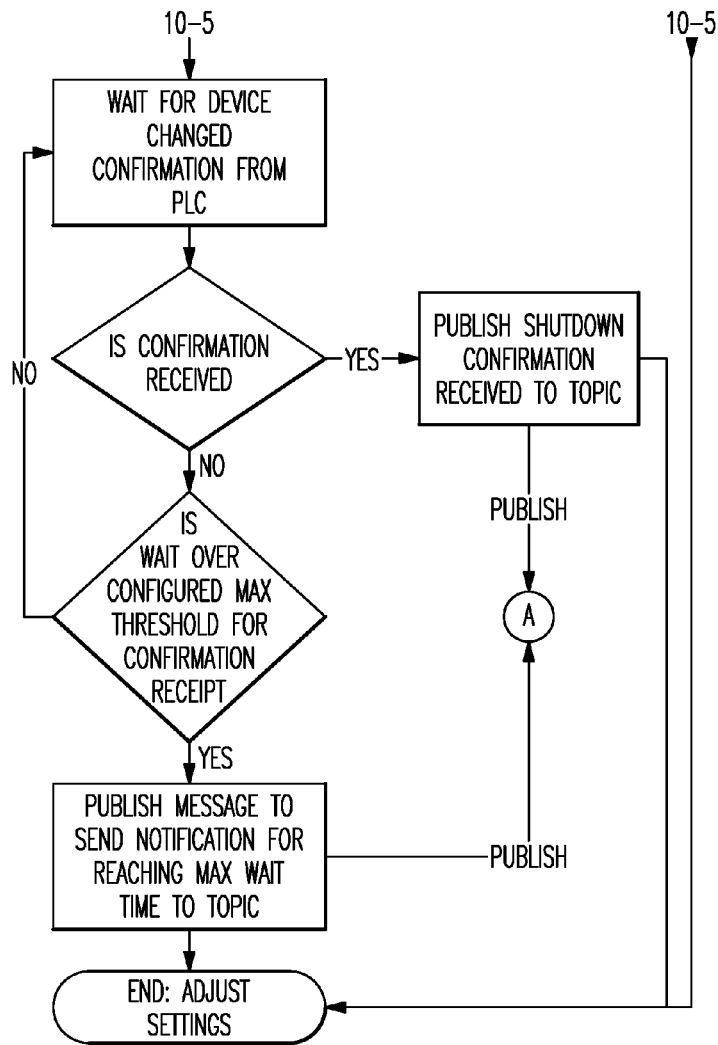 10-5
10-5
WAIT FOR DEVICE
CHANGED
CONFIRMATION FROM
PLC
IS CONFIRMATION
RECEIVED
YES
PUBLISH SHUTDOWN
CONFIRMATION
RECEIVED TO TOPIC
NO
NO
PUBLISH
IS
WAIT OVER
CONFIGURED MAX
THRESHOLD FOR
CONFIRMATION
RECEIPT
A
YES
PUBLISH MESSAGE TO
SEND NOTIFICATION FOR
REACHING MAX WAIT
TIME TO TOPIC
PUBLISH
END: ADJUST
SETTINGS